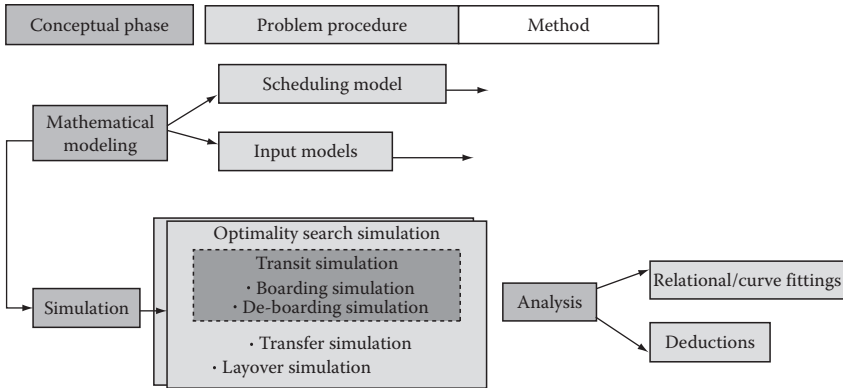 Conceptual phase
Problem procedure
Method
Mathematical
modeling
Scheduling model
Input models
Simulation
Optimality search simulation
Transit simulation
· Boarding simulation
· De-boarding simulation
· Transfer simulation
· Layover simulation
Analysis
Relational/curve fittings
Deductions